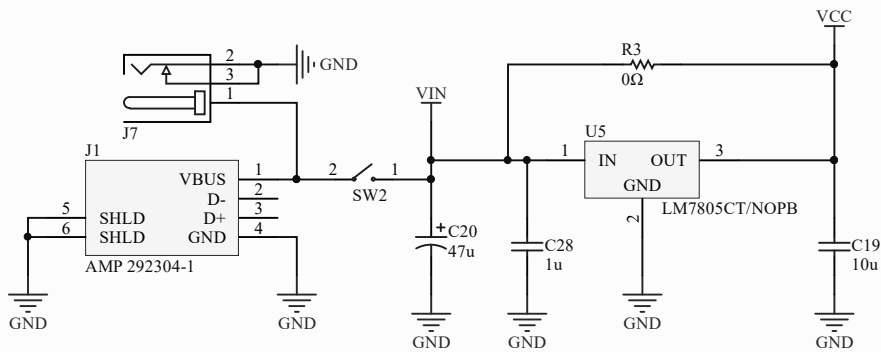 VCC
R3
0Ω
2
3
1
GND
J7
VIN
U5
J1
1 IN OUT 3
GND
2
LM7805CT/NOPB
VBUS 1
2 1
SW2
D- 2
5 SHLD D+ 3
6 SHLD GND 4
AMP 292304-1
+
C20
47u
C28
1u
C19
10u
GND
GND
GND
GND
GND
GND